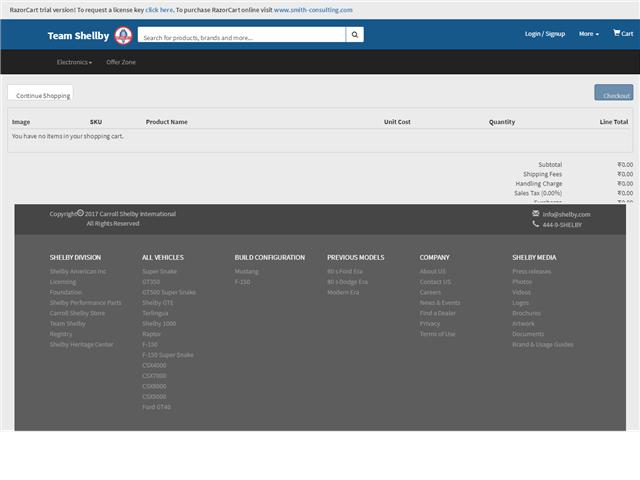 RazorCart trial version! To request a license key click here. To purchase RazorCart online visit www.smith-consulting.com
Team Shellby
Search for products, brands and more...
Login / Signup
More
Cart
Electronics
Offer Zone
Continue Shopping
Checkout
Image SKU Product Name Unit Cost Quantity Line Total
You have no items in your shopping cart.
Subtotal ₹0.00
Shipping Fees ₹0.00
Handling Charge ₹0.00
Sales Tax (0.00%) ₹0.00
Copyright© 2017 Carroll Shelby International
All Rights Reserved
info@shelby.com
444-9-SHELBY
SHELBY DIVISION
Shelby American Inc
Licensing
Foundation
Shelby Performance Parts
Carroll Shelby Store
Team Shelby
Registry
Shelby Heritage Center
ALL VEHICLES
Super Snake
GT350
GT500 Super Snake
Shelby GTE
Terlingua
Shelby 1000
Raptor
F-150
F-150 Super Snake
CSX4000
CSX7000
CSX8000
CSX9000
Ford GT40
BUILD CONFIGURATION
Mustang
F-150
PREVIOUS MODELS
60 s Ford Era
80 s Dodge Era
Modern Era
COMPANY
About US
Contact US
Careers
News & Events
Find a Dealer
Privacy
Terms of Use
SHELBY MEDIA
Press releases
Photos
Videos
Logos
Brochures
Artwork
Documents
Brand & Usage Guides